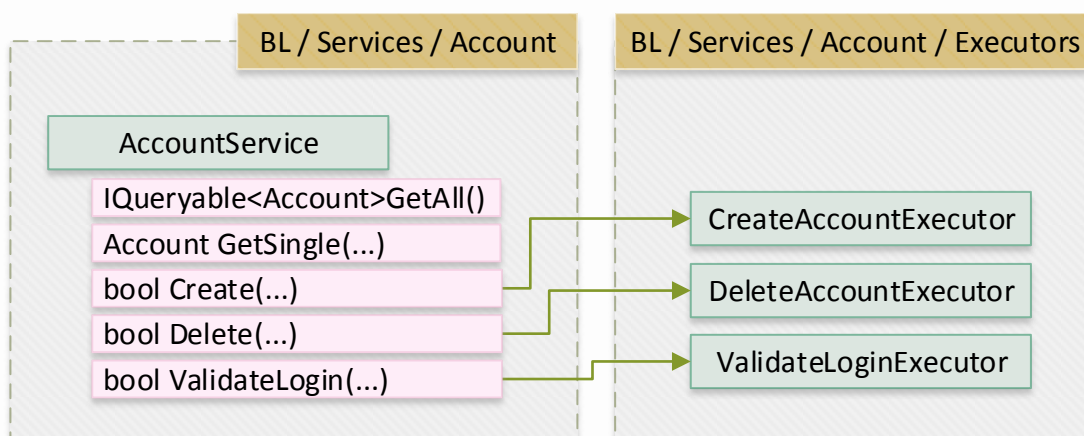 BL / Services / Account
BL / Services / Account / Executors
AccountService
IQueryable<Account>GetAll()
Account GetSingle(...)
bool Create(...)
bool Delete(...)
bool ValidateLogin(...)
CreateAccountExecutor
DeleteAccountExecutor
ValidateLoginExecutor